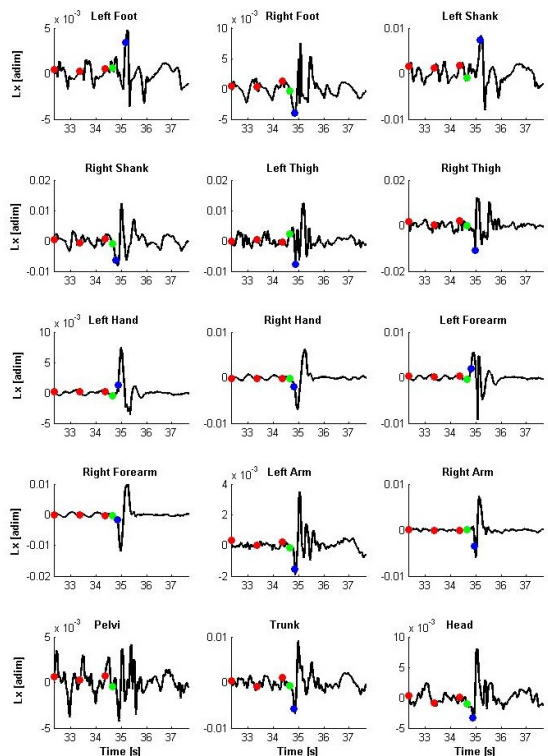 Left Foot Right Foot Left Shank
x 10⁻³ x 10⁻³
Lx [adim]
5 10 0.01
0 5 0
-5 0 -0.01
-5
33 34 35 36 37 33 34 35 36 37 33 34 35 36 37
Right Shank Left Thigh Right Thigh
Lx [adim]
0.02 0.02 0.02
0.01 0.01 0
0 0 -0.02
-0.01 -0.01
33 34 35 36 37 33 34 35 36 37 33 34 35 36 37
Left Hand Right Hand Left Forearm
x 10⁻³
Lx [adim]
10 0.01 0.01
5 0 0
0 -0.01 -0.01
-5
33 34 35 36 37 33 34 35 36 37 33 34 35 36 37
Right Forearm Left Arm Right Arm
x 10⁻³
Lx [adim]
0.01 4 0.01
0 2 0
-0.01 0 -0.01
-0.02 -2
33 34 35 36 37 33 34 35 36 37 33 34 35 36 37
Pelvi Trunk Head
x 10⁻³ x 10⁻³
Lx [adim]
5 0.01 10
0 0 5
-5 -0.01 0
-5
33 34 35 36 37 33 34 35 36 37 33 34 35 36 37
Time [s] Time [s] Time [s]